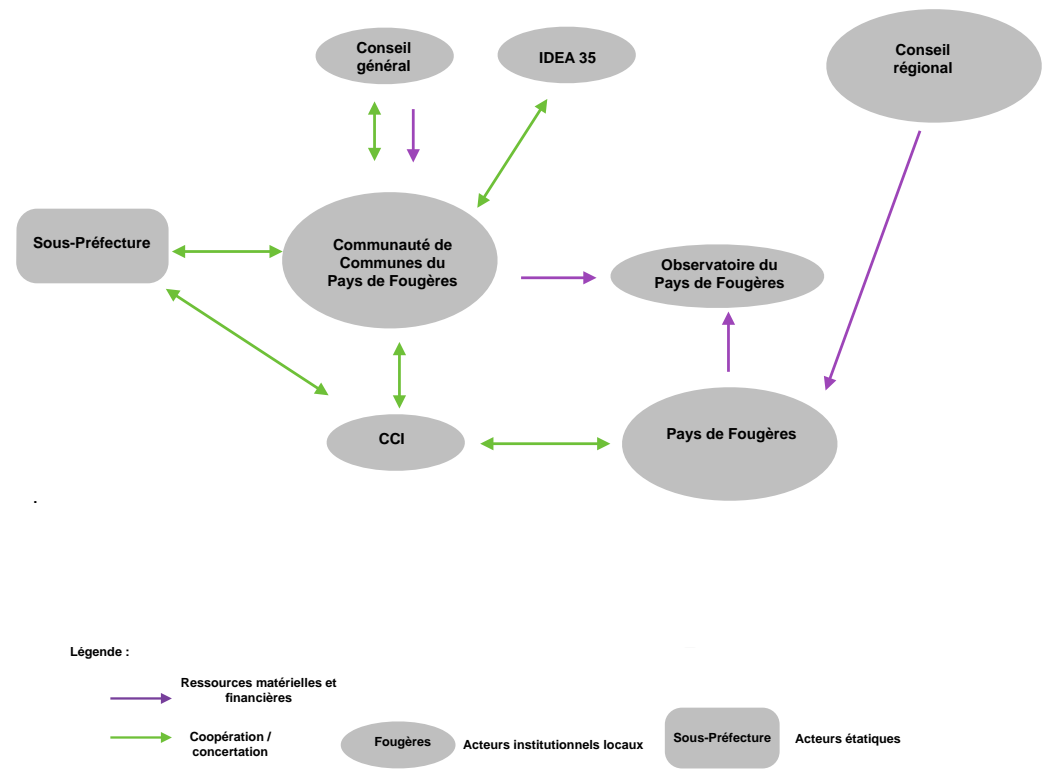 Conseil
général
IDEA 35
Conseil
régional
Sous-Préfecture
Communauté de
Communes du
Pays de Fougères
Observatoire du
Pays de Fougères
CCI
Pays de Fougères
.
Légende :
Ressources matérielles et
financières
Coopération /
concertation
Fougères
Acteurs institutionnels locaux
Sous-Préfecture
Acteurs étatiques